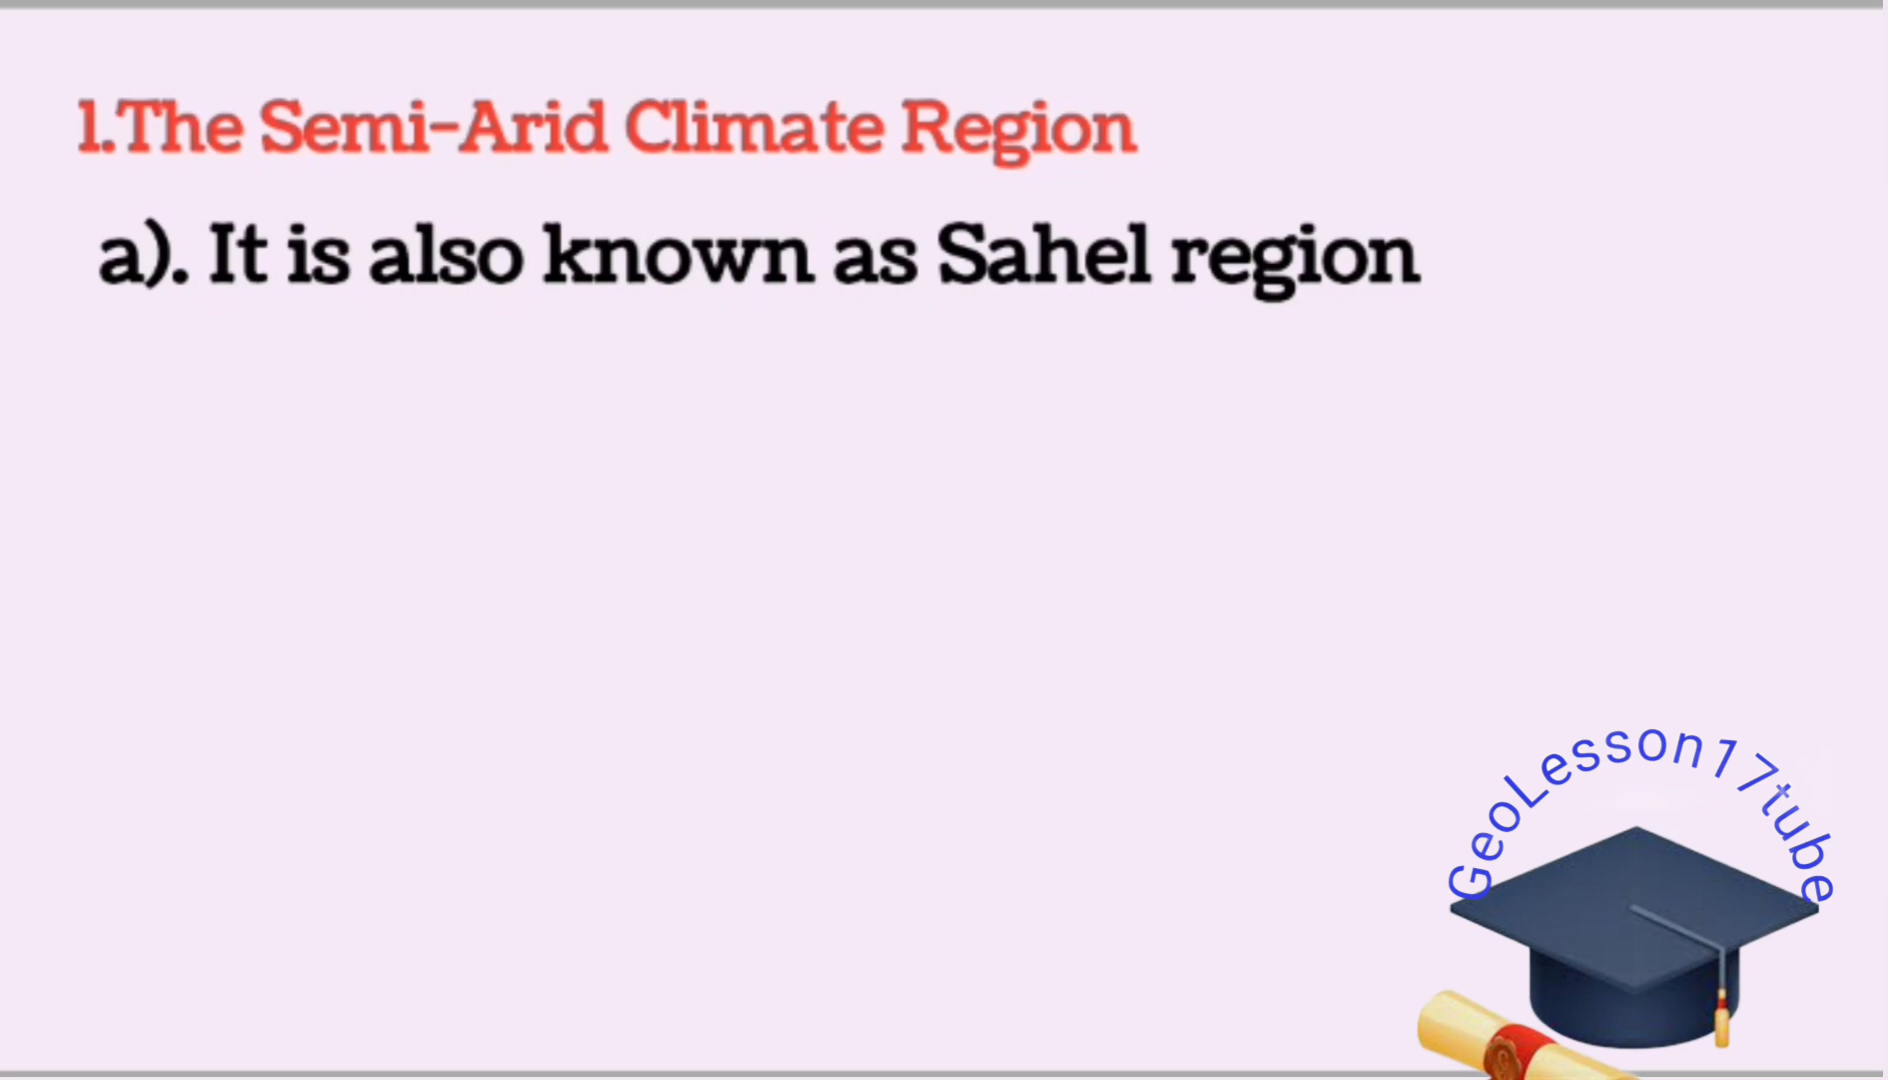 1.The Semi-Arid Climate Region
a). It is also known as Sahel region
GeoLesson17tube